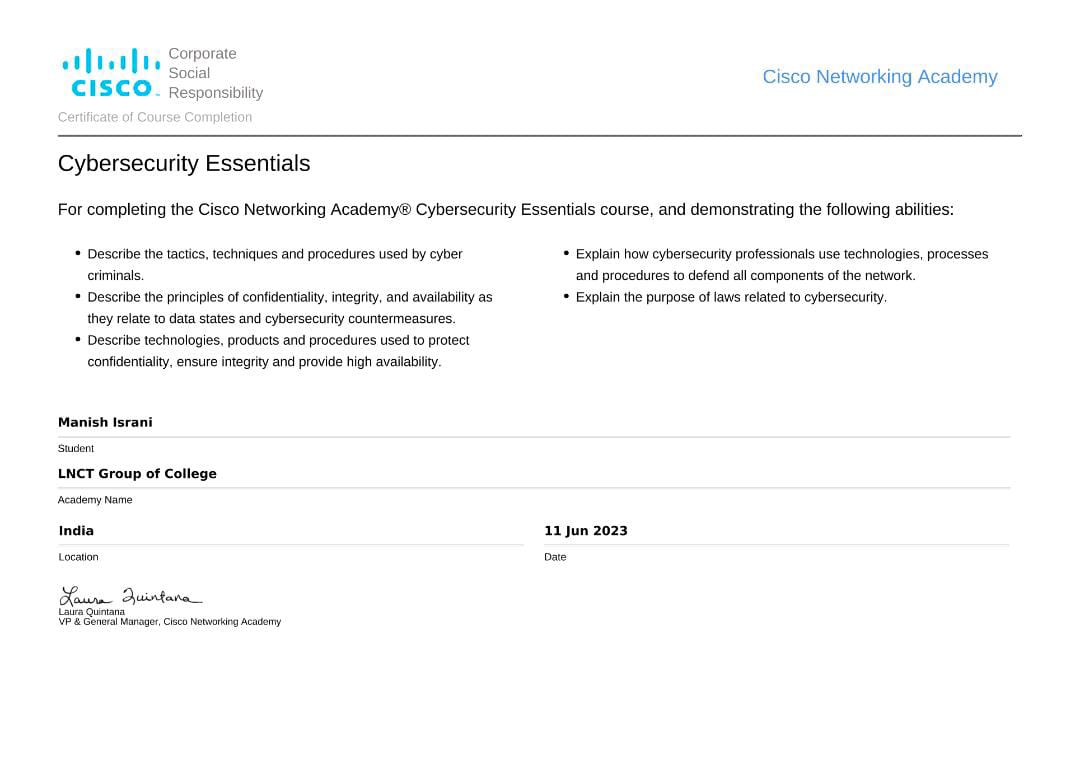 Corporate
Social
CISCO Responsibility
Cisco Networking Academy
Certificate of Course Completion
Cybersecurity Essentials
For completing the Cisco Networking Academy® Cybersecurity Essentials course, and demonstrating the following abilities:
• Describe the tactics, techniques and procedures used by cyber
criminals.
• Describe the principles of confidentiality, integrity, and availability as
they relate to data states and cybersecurity countermeasures.
• Describe technologies, products and procedures used to protect
confidentiality, ensure integrity and provide high availability.
• Explain how cybersecurity professionals use technologies, processes
and procedures to defend all components of the network.
• Explain the purpose of laws related to cybersecurity.
Manish Israni
Student
LNCT Group of College
Academy Name
India
Location
11 Jun 2023
Date
Laura Quintana
Laura Quintana
VP & General Manager, Cisco Networking Academy